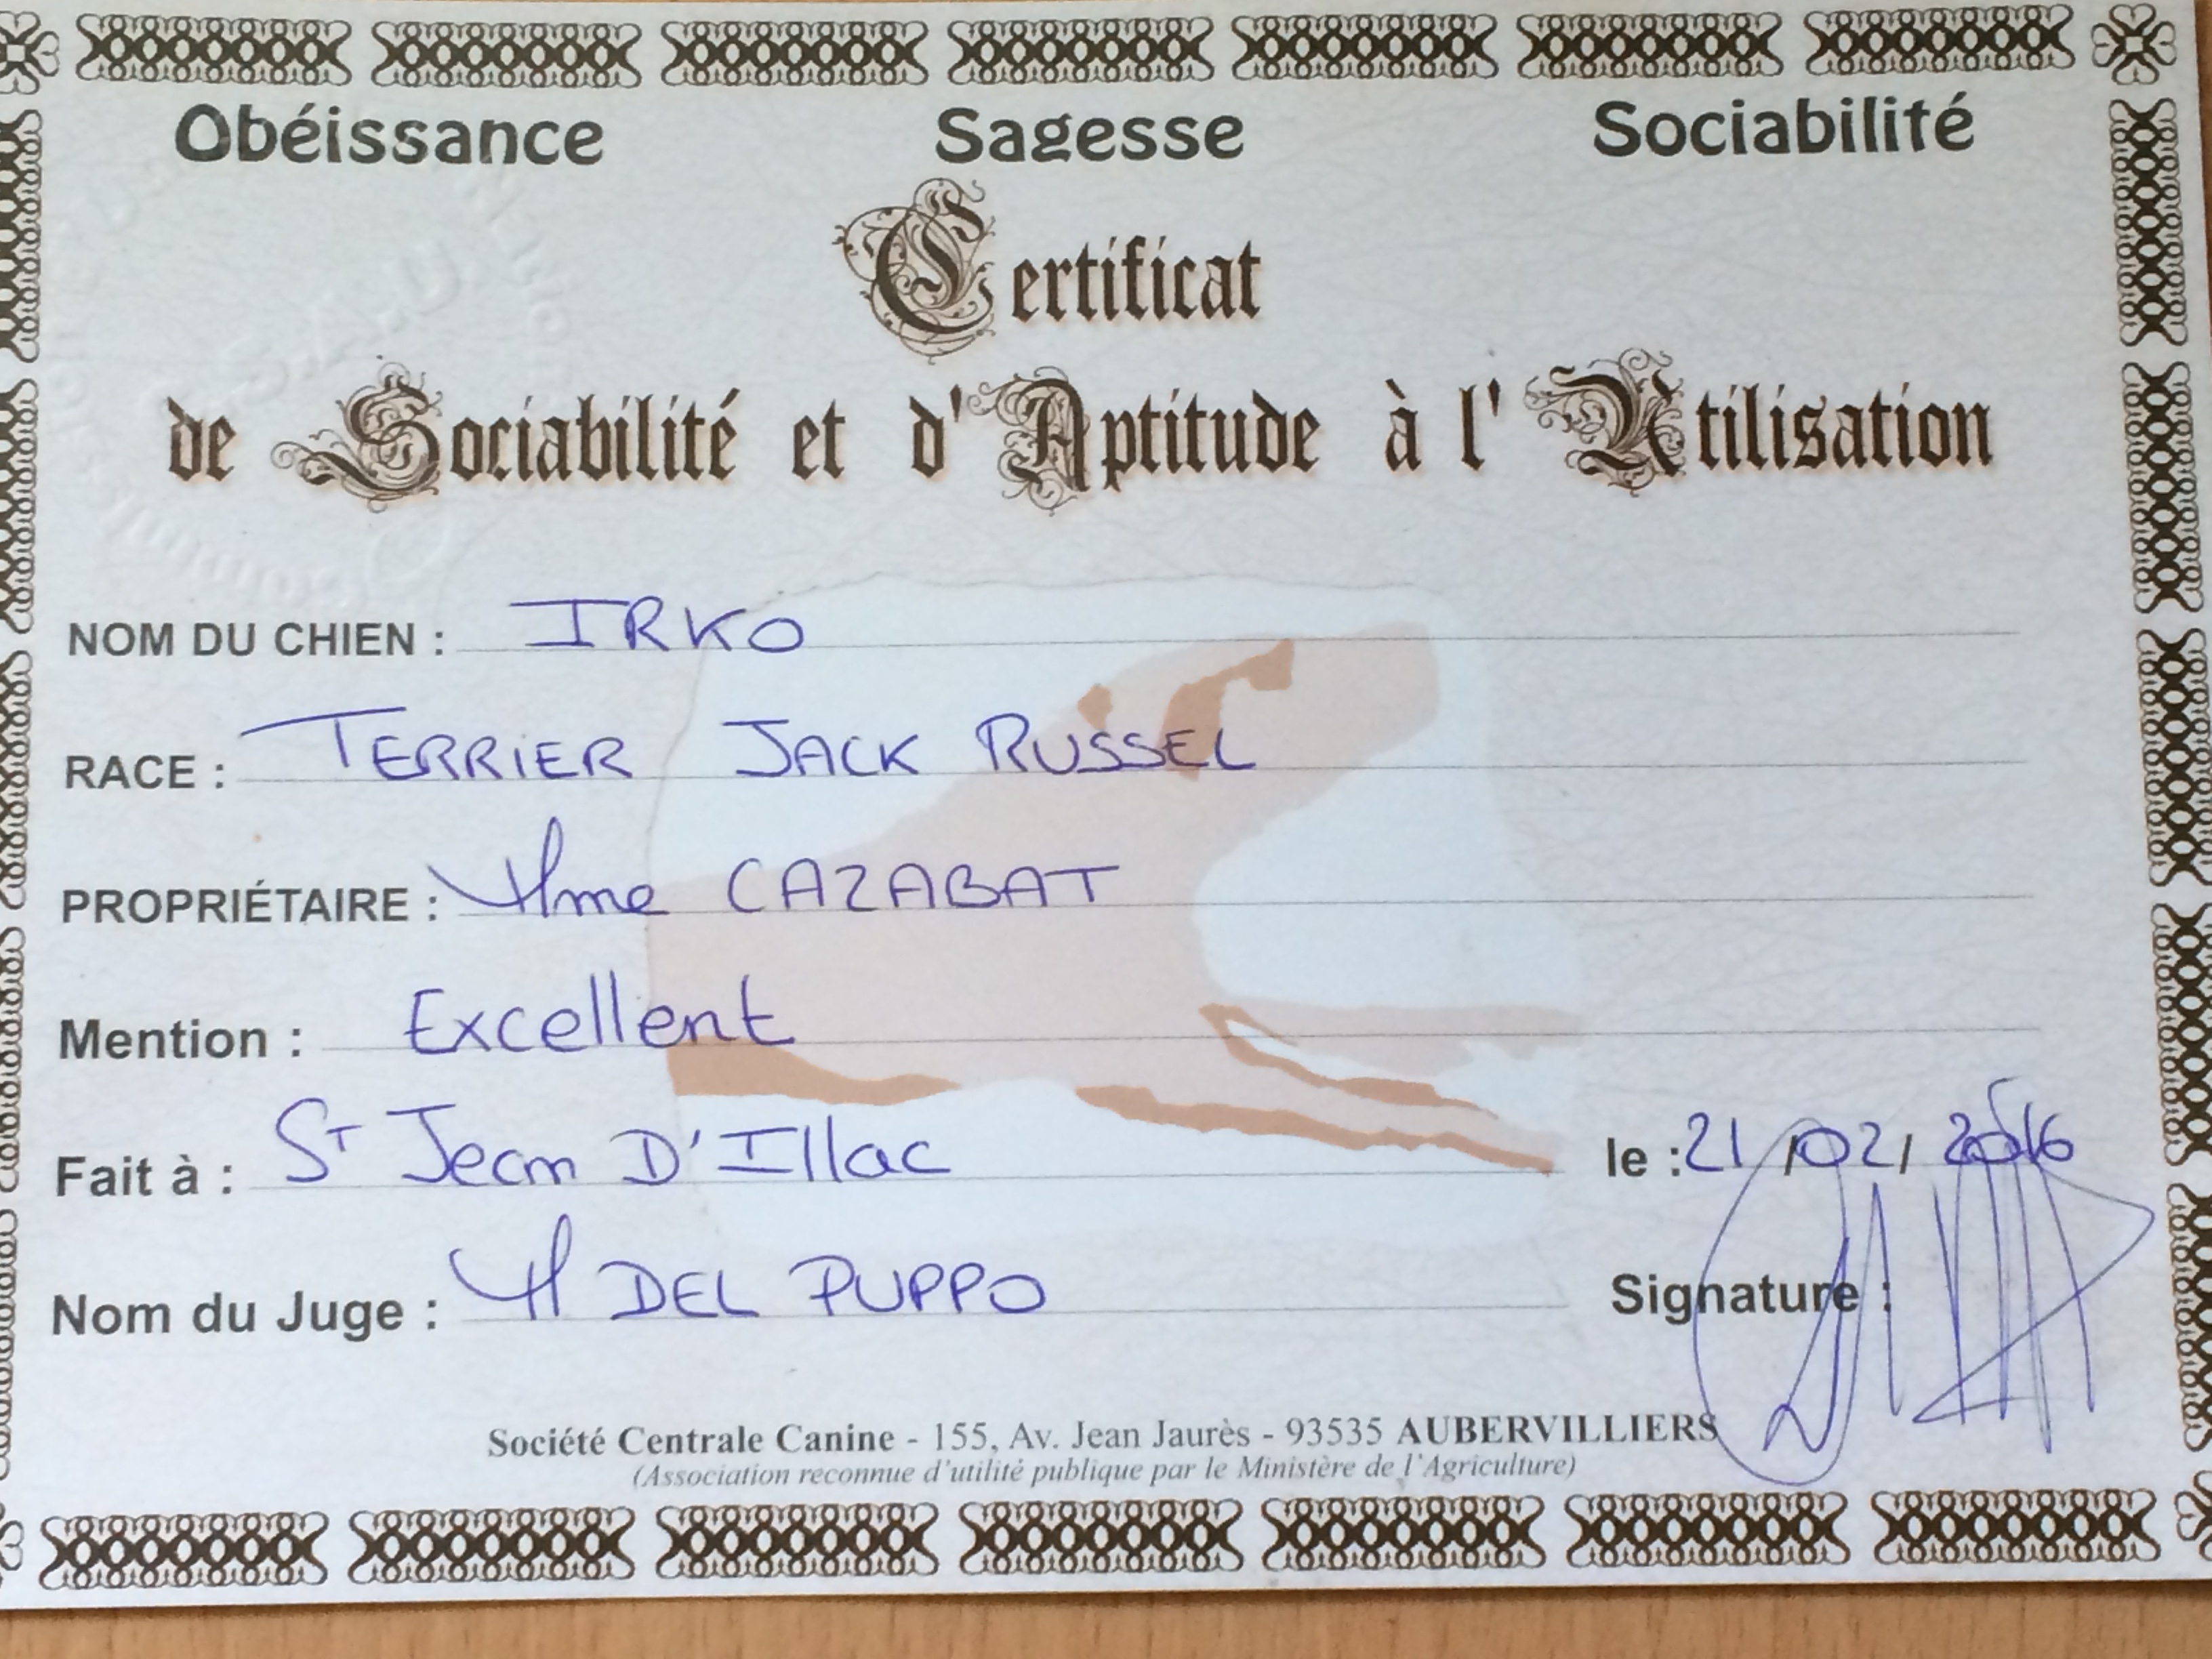 Obéissance Sagesse Sociabilité
Certificat
de Sociabilité et d'Aptitude à l'Utilisation
NOM DU CHIEN : IRKO
RACE : TERRIER JACK RUSSEL
PROPRIÉTAIRE : Mme CAZABAT
Mention : Excellent
Fait à : ST Jean D'Illac le : 21/02/2016
Nom du Juge : M DEL PUPPO Signature :
Société Centrale Canine - 155, Av. Jean Jaurès - 93535 AUBERVILLIERS
(Association reconnue d'utilité publique par le Ministère de l'Agriculture)